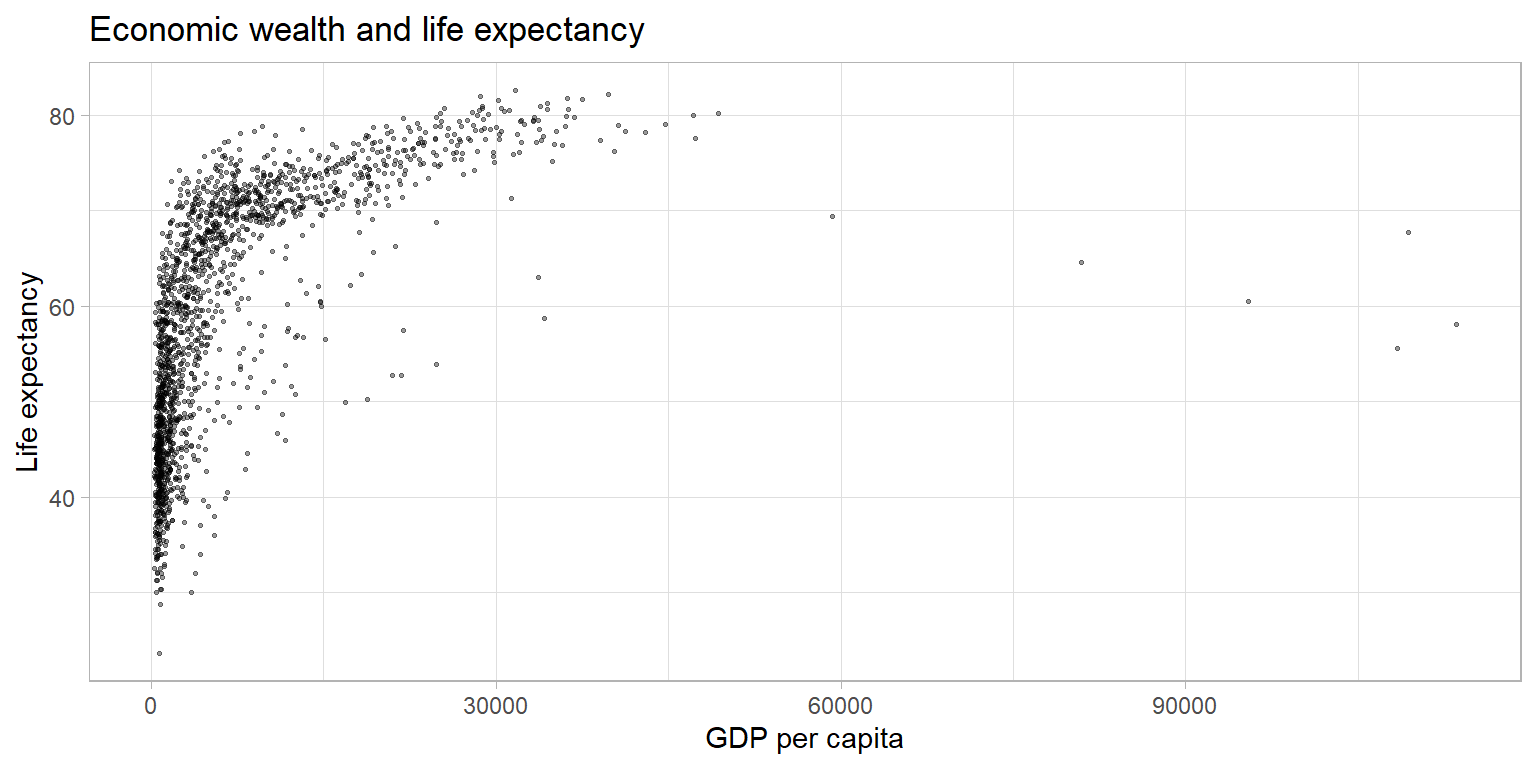 Economic wealth and life expectancy
80
60
40
Life expectancy
0 30000 60000 90000
GDP per capita